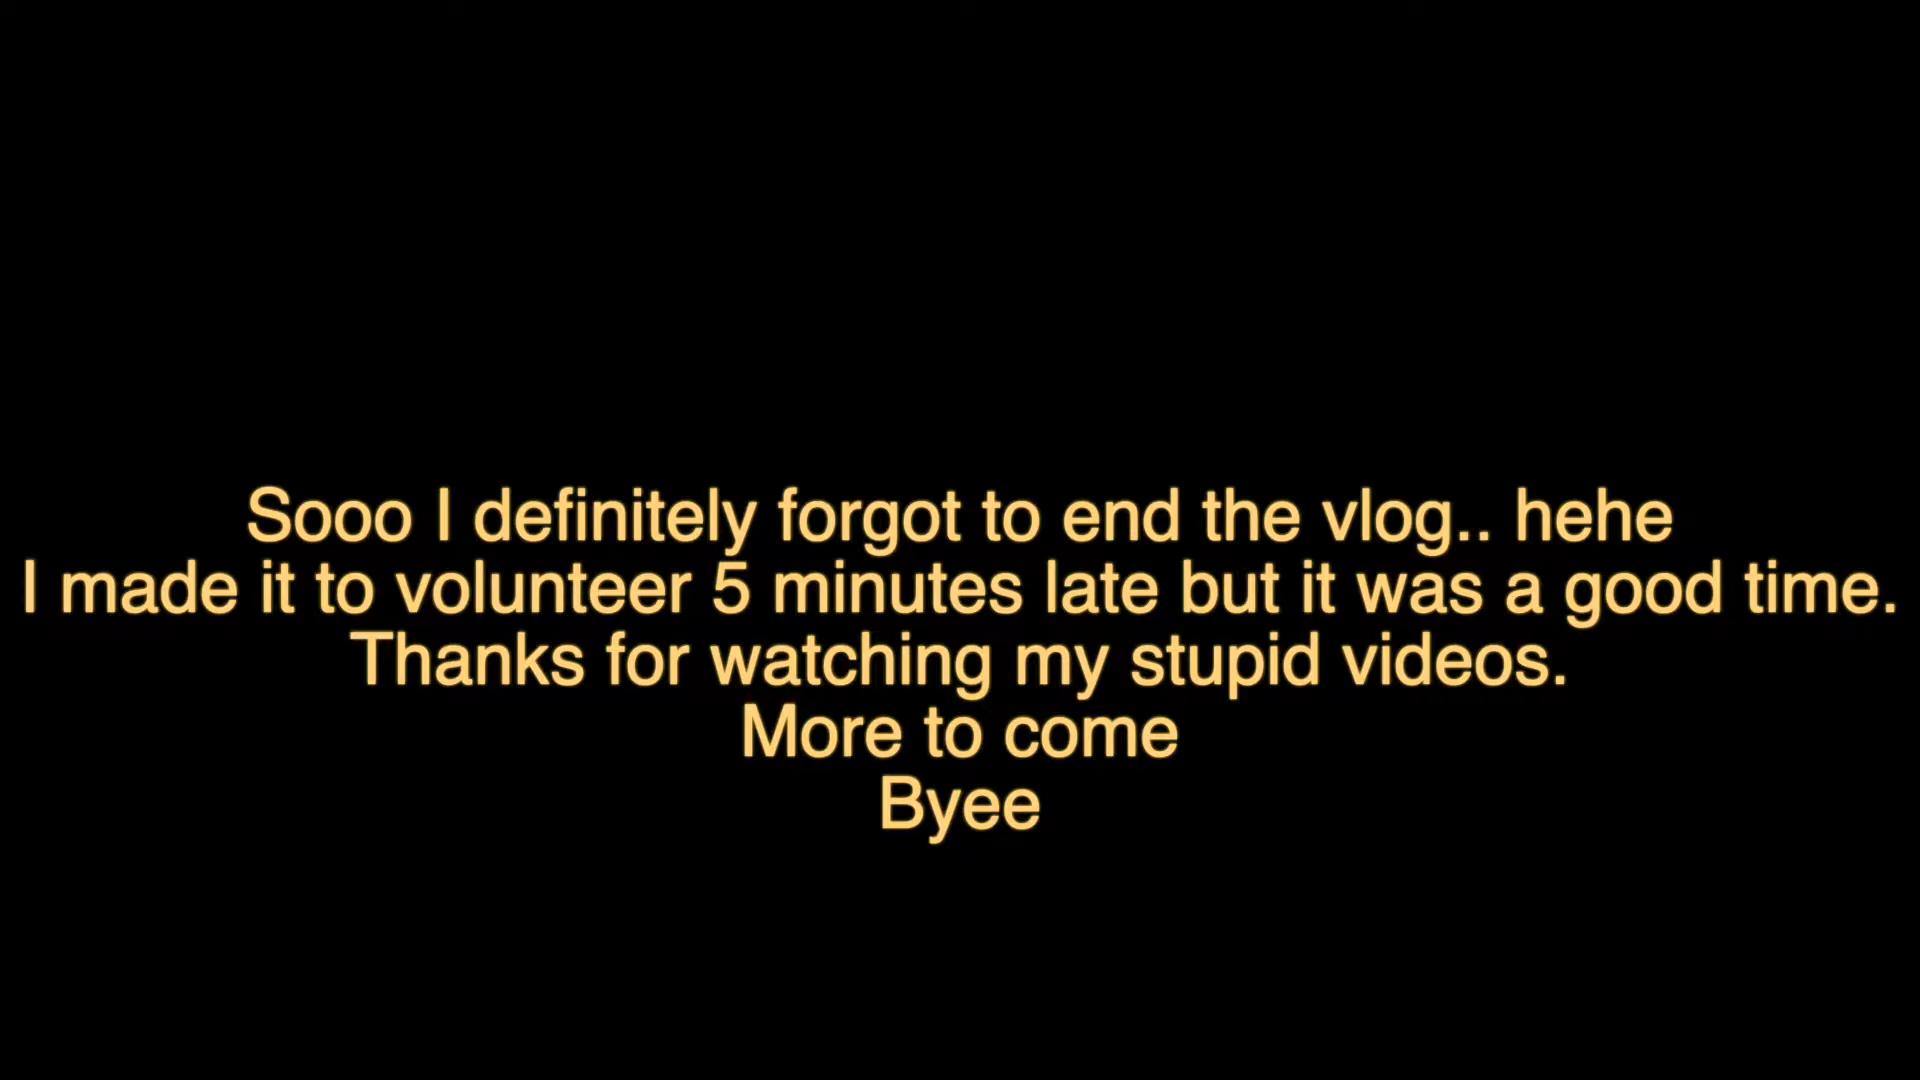 Sooo I definitely forgot to end the vlog.. hehe
I made it to volunteer 5 minutes late but it was a good time.
Thanks for watching my stupid videos.
More to come
Byee